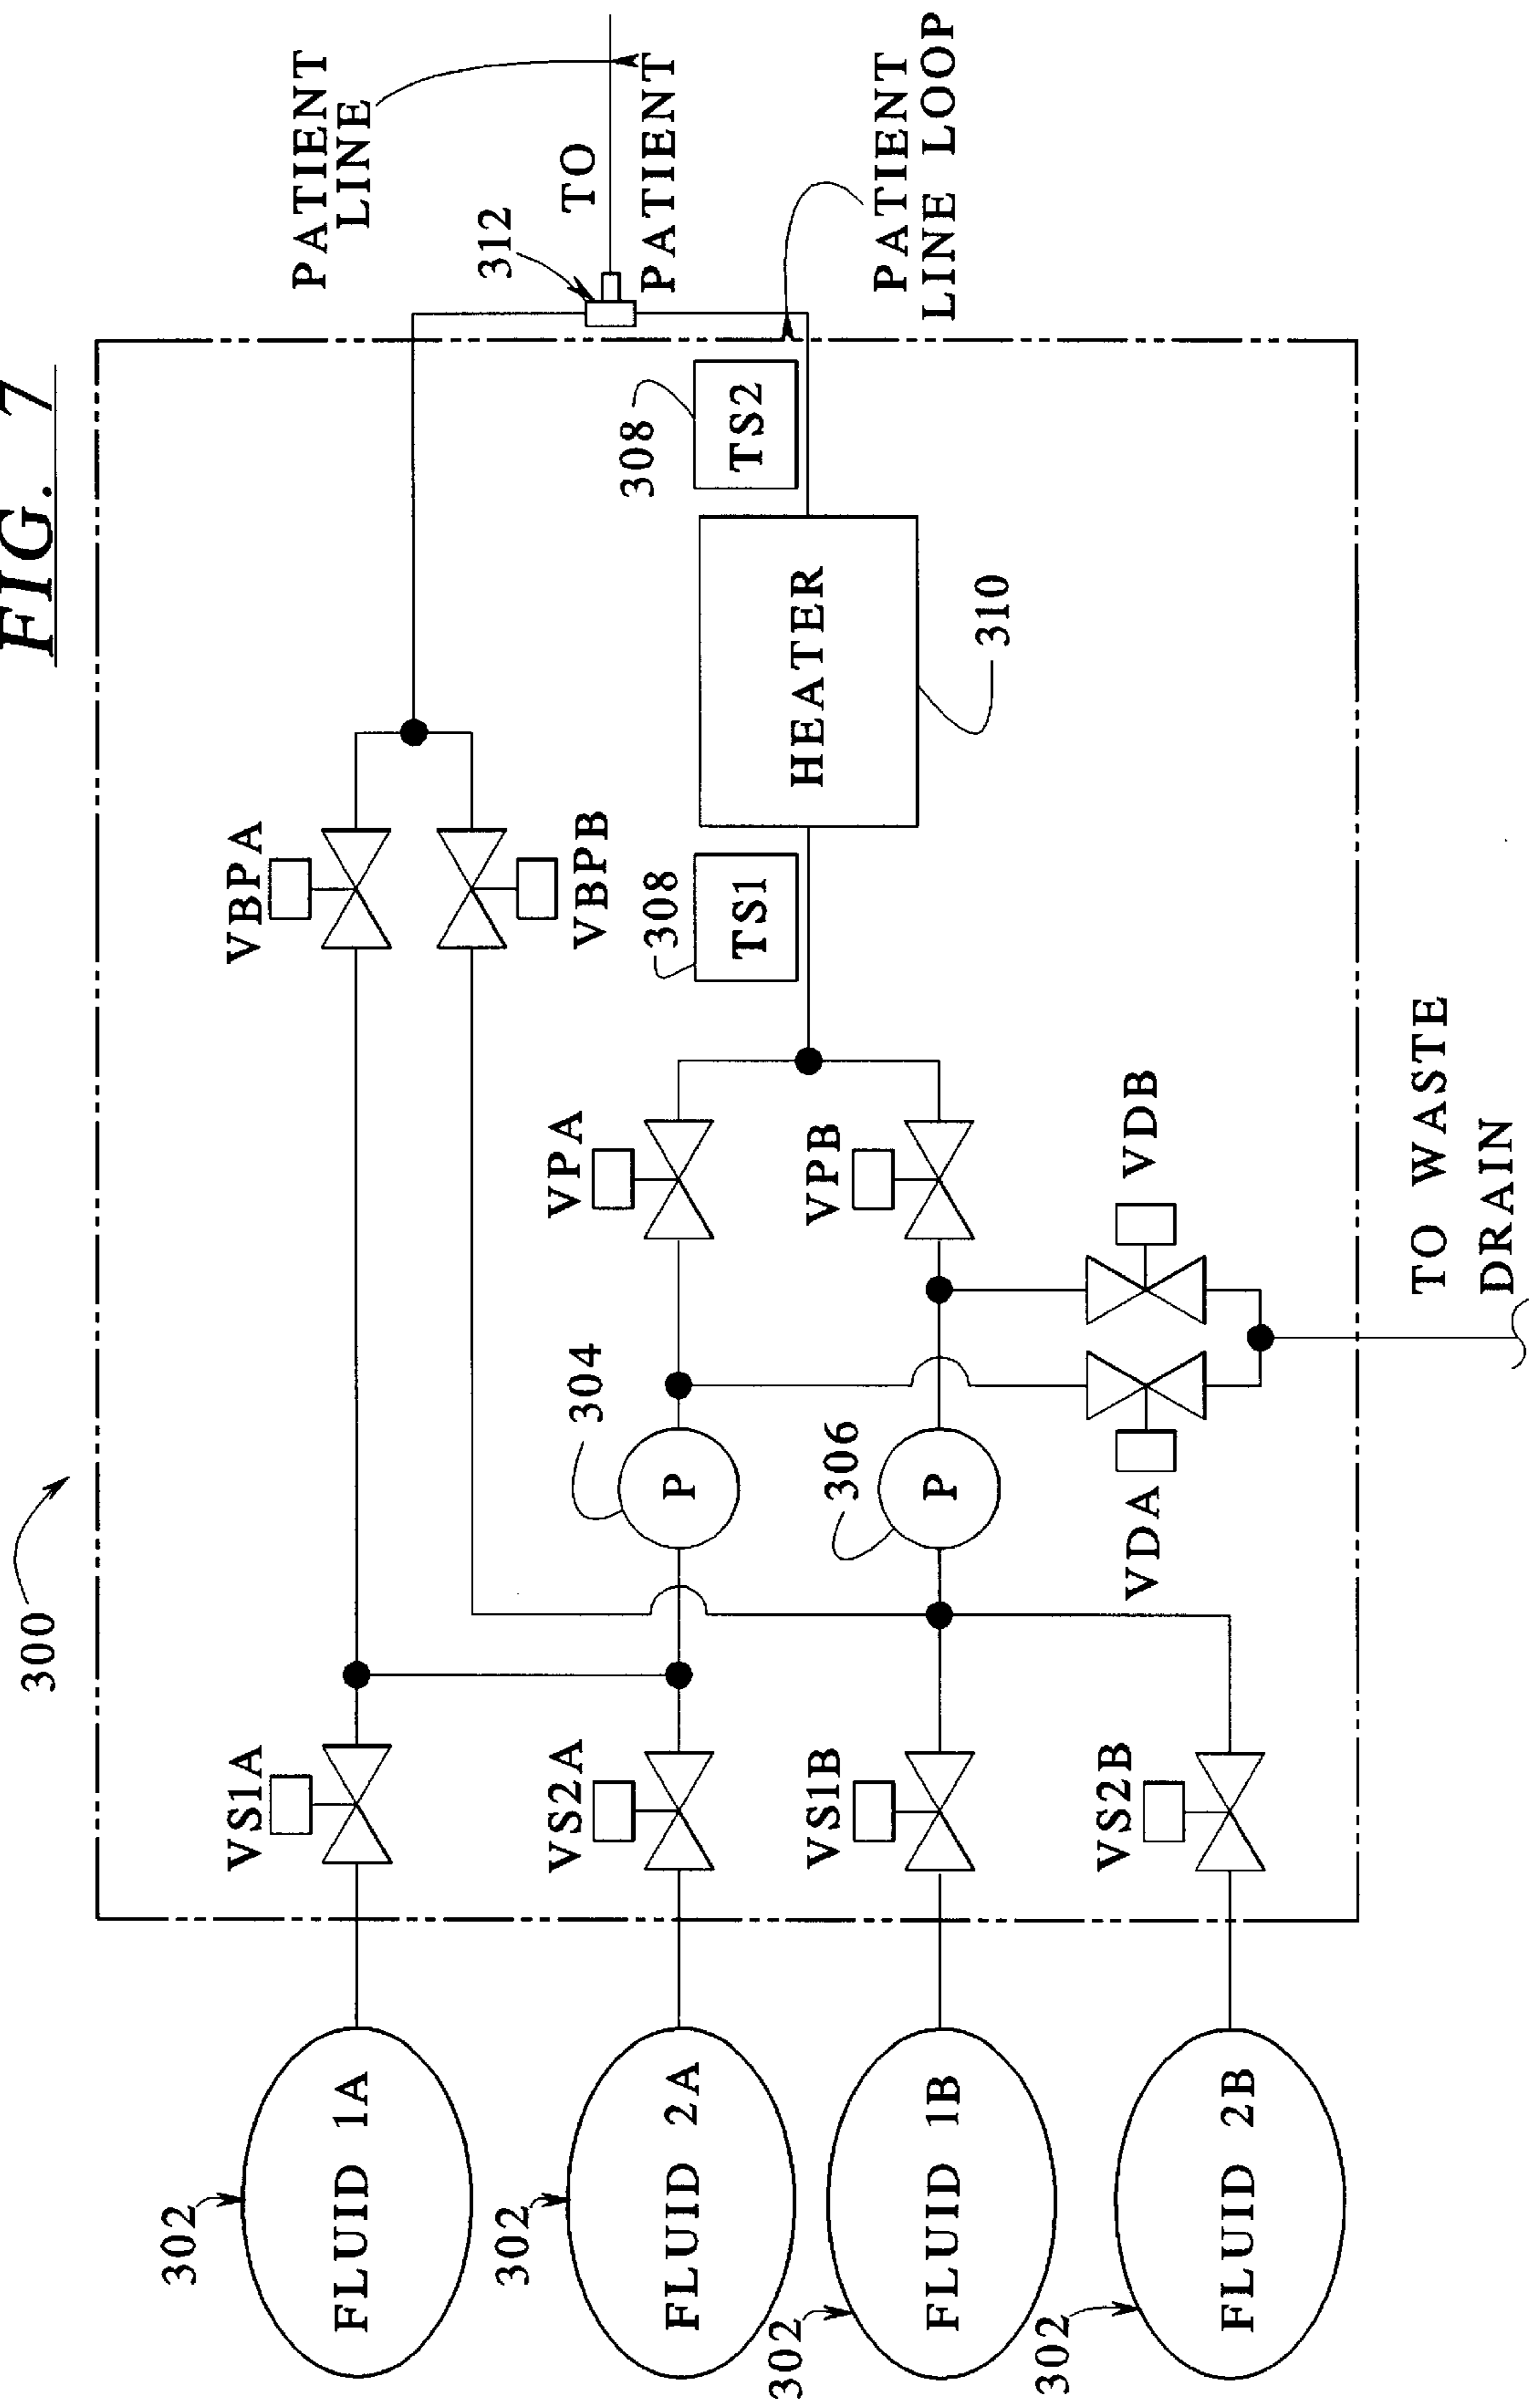 FIG. 7
300
PATIENT
LINE
312
TO
PATIENT
PATIENT
LINE LOOP
302
FLUID 1A
VS1A
VBPA
VBPB
302
FLUID 2A
VS2A
304
P
VPA
308
TS1
HEATER
310
308
TS2
302
FLUID 1B
VS1B
306
P
VPB
302
FLUID 2B
VS2B
VDA
VDB
TO WASTE
DRAIN